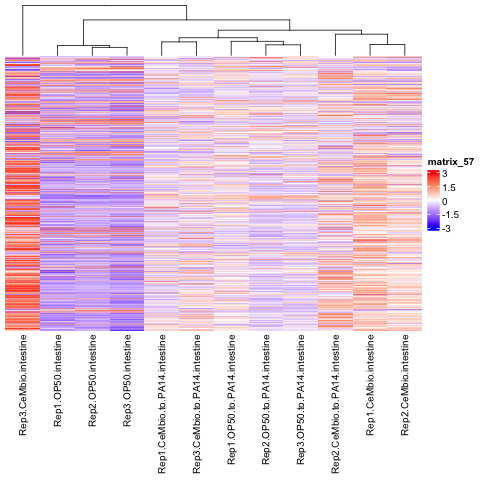 matrix_57
3
1.5
0
-1.5
-3
Rep3.CeMbio.intestine
Rep1.OP50.intestine
Rep2.OP50.intestine
Rep3.OP50.intestine
Rep1.CeMbio.to.PA14.intestine
Rep3.CeMbio.to.PA14.intestine
Rep1.OP50.to.PA14.intestine
Rep2.OP50.to.PA14.intestine
Rep3.OP50.to.PA14.intestine
Rep2.CeMbio.to.PA14.intestine
Rep1.CeMbio.intestine
Rep2.CeMbio.intestine